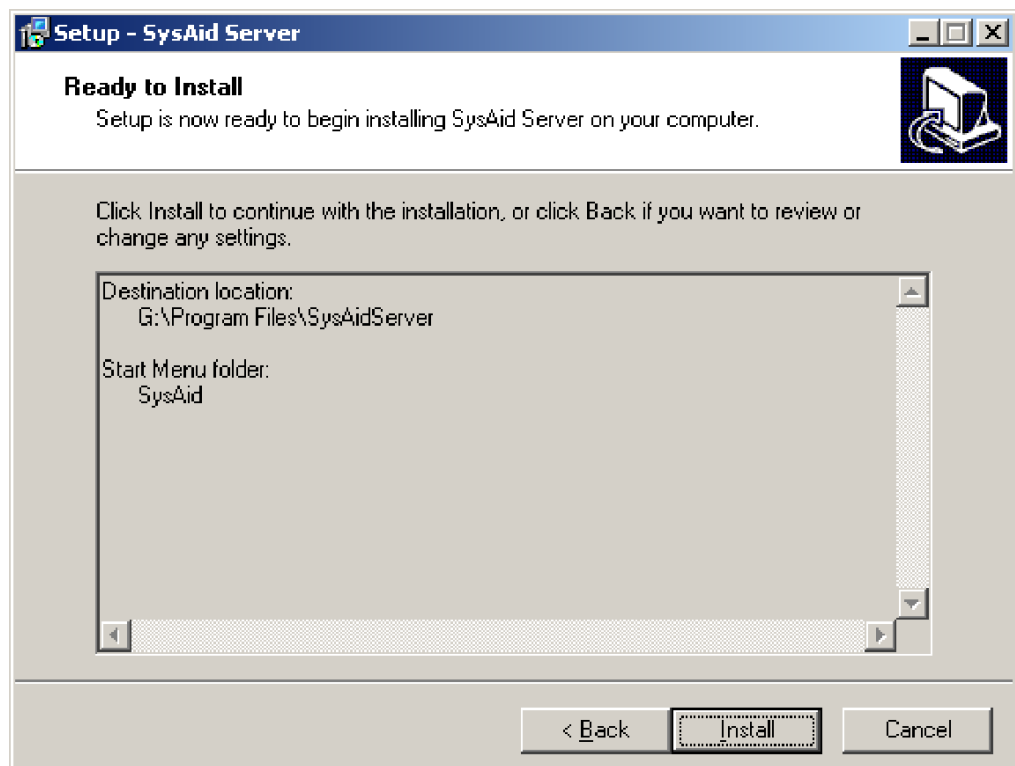 Setup - SysAid Server
Ready to Install
Setup is now ready to begin installing SysAid Server on your computer.
Click Install to continue with the installation, or click Back if you want to review or
change any settings.
Destination location:
G:\Program Files\SysAidServer
Start Menu folder:
SysAid
< Back Install Cancel